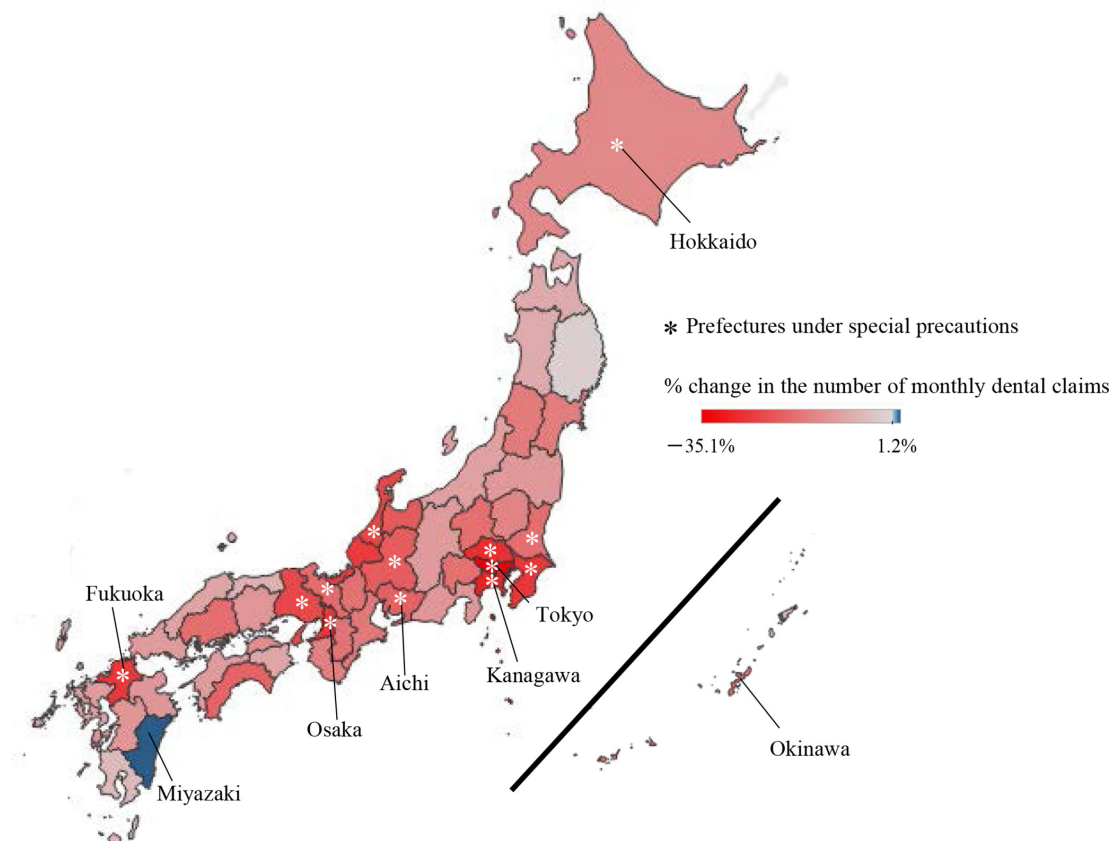 Hokkaido
* Prefectures under special precautions
% change in the number of monthly dental claims
−35.1% 1.2%
Fukuoka
Tokyo
Kanagawa
Aichi
Osaka
Okinawa
Miyazaki